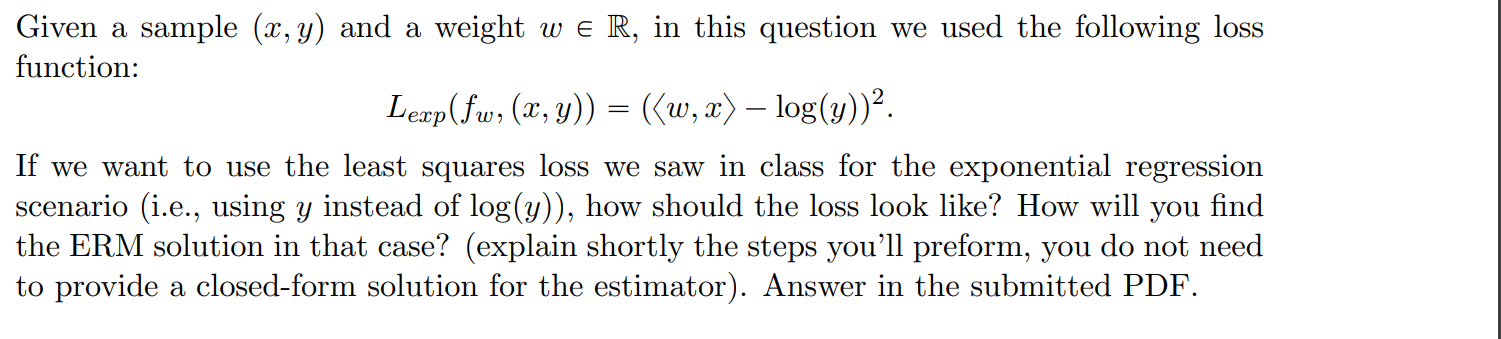 Given a sample (x, y) and a weight w ∈ ℝ, in this question we used the following loss
function:
L_{exp}(f_w, (x, y)) = (⟨w, x⟩ − log(y))².
If we want to use the least squares loss we saw in class for the exponential regression
scenario (i.e., using y instead of log(y)), how should the loss look like? How will you find
the ERM solution in that case? (explain shortly the steps you'll preform, you do not need
to provide a closed-form solution for the estimator). Answer in the submitted PDF.